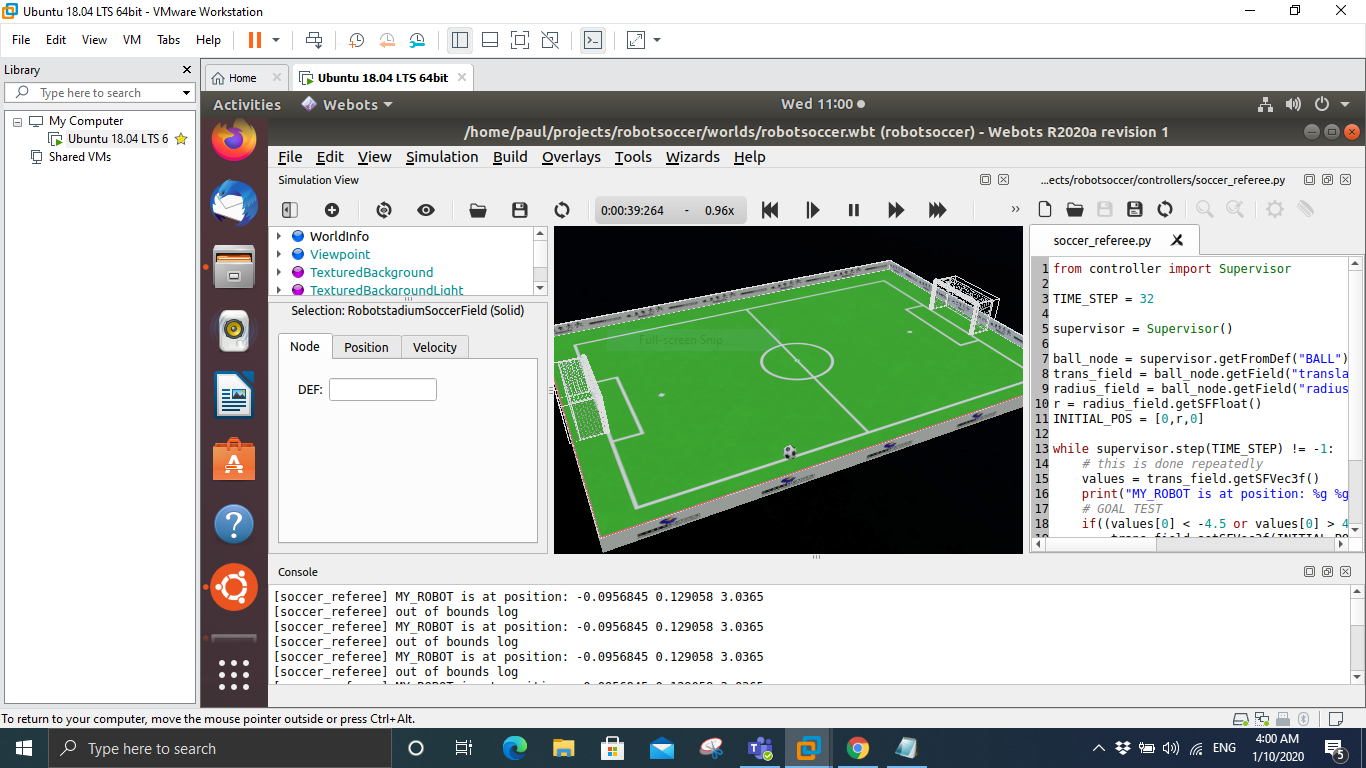 Ubuntu 18.04 LTS 64bit - VMware Workstation
File Edit View VM Tabs Help
Library
Type here to search
My Computer
Ubuntu 18.04 LTS 6
Shared VMs
Home
Ubuntu 18.04 LTS 64bit
Activities Webots Wed 11:00
/home/paul/projects/robotsoccer/worlds/robotsoccer.wbt (robotsoccer) - Webots R2020a revision 1
File Edit View Simulation Build Overlays Tools Wizards Help
Simulation View
0:00:39:264 - 0.96x
WorldInfo
Viewpoint
TexturedBackground
TexturedBackgroundLight
Selection: RobotstadiumSoccerField (Solid)
Node Position Velocity
DEF:
Full-screen Snip
...ects/robotsoccer/controllers/soccer_referee.py
soccer_referee.py
1 from controller import Supervisor
2
3 TIME_STEP = 32
4
5 supervisor = Supervisor()
6
7 ball_node = supervisor.getFromDef("BALL")
8 trans_field = ball_node.getField("transla
9 radius_field = ball_node.getField("radius
10 r = radius_field.getSFFloat()
11 INITIAL_POS = [0,r,0]
12
13 while supervisor.step(TIME_STEP) != -1:
14 # this is done repeatedly
15 values = trans_field.getSFVec3f()
16 print("MY_ROBOT is at position: %g %g
17 # GOAL TEST
18 if((values[0] < -4.5 or values[0] > 4
Console
[soccer_referee] MY_ROBOT is at position: -0.0956845 0.129058 3.0365
[soccer_referee] out of bounds log
[soccer_referee] MY_ROBOT is at position: -0.0956845 0.129058 3.0365
[soccer_referee] out of bounds log
[soccer_referee] MY_ROBOT is at position: -0.0956845 0.129058 3.0365
[soccer_referee] out of bounds log
To return to your computer, move the mouse pointer outside or press Ctrl+Alt.
Type here to search
ENG
4:00 AM
1/10/2020
5